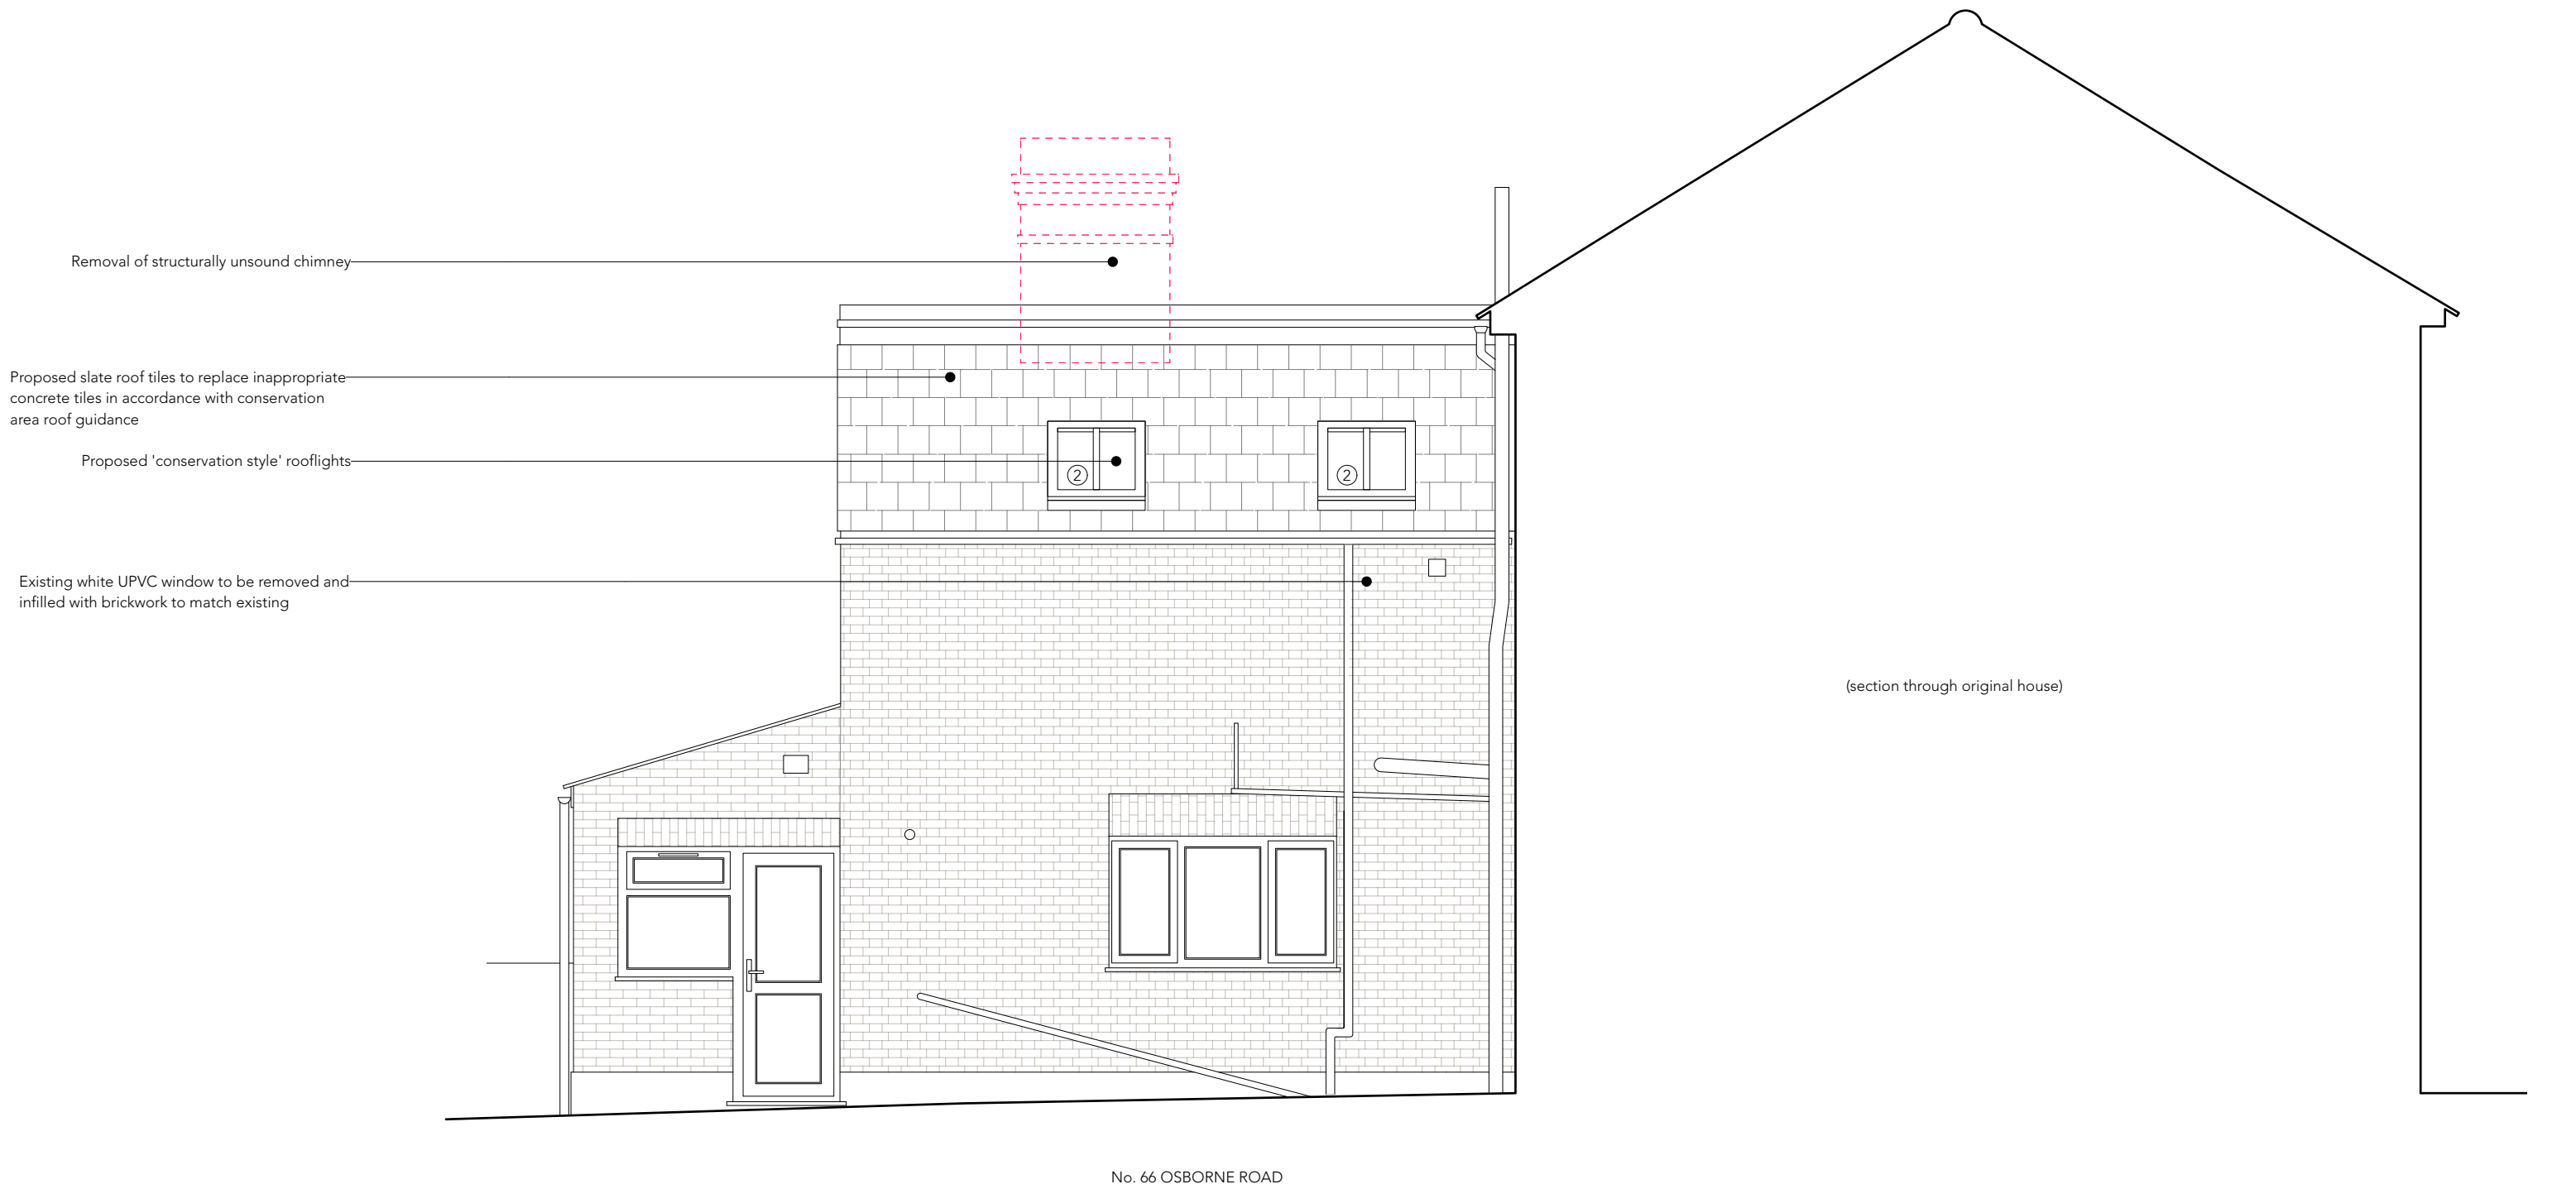 Removal of structurally unsound chimney
Proposed slate roof tiles to replace inappropriate
concrete tiles in accordance with conservation
area roof guidance
Proposed 'conservation style' rooflights
2
2
Existing white UPVC window to be removed and
infilled with brickwork to match existing
(section through original house)
No. 66 OSBORNE ROAD